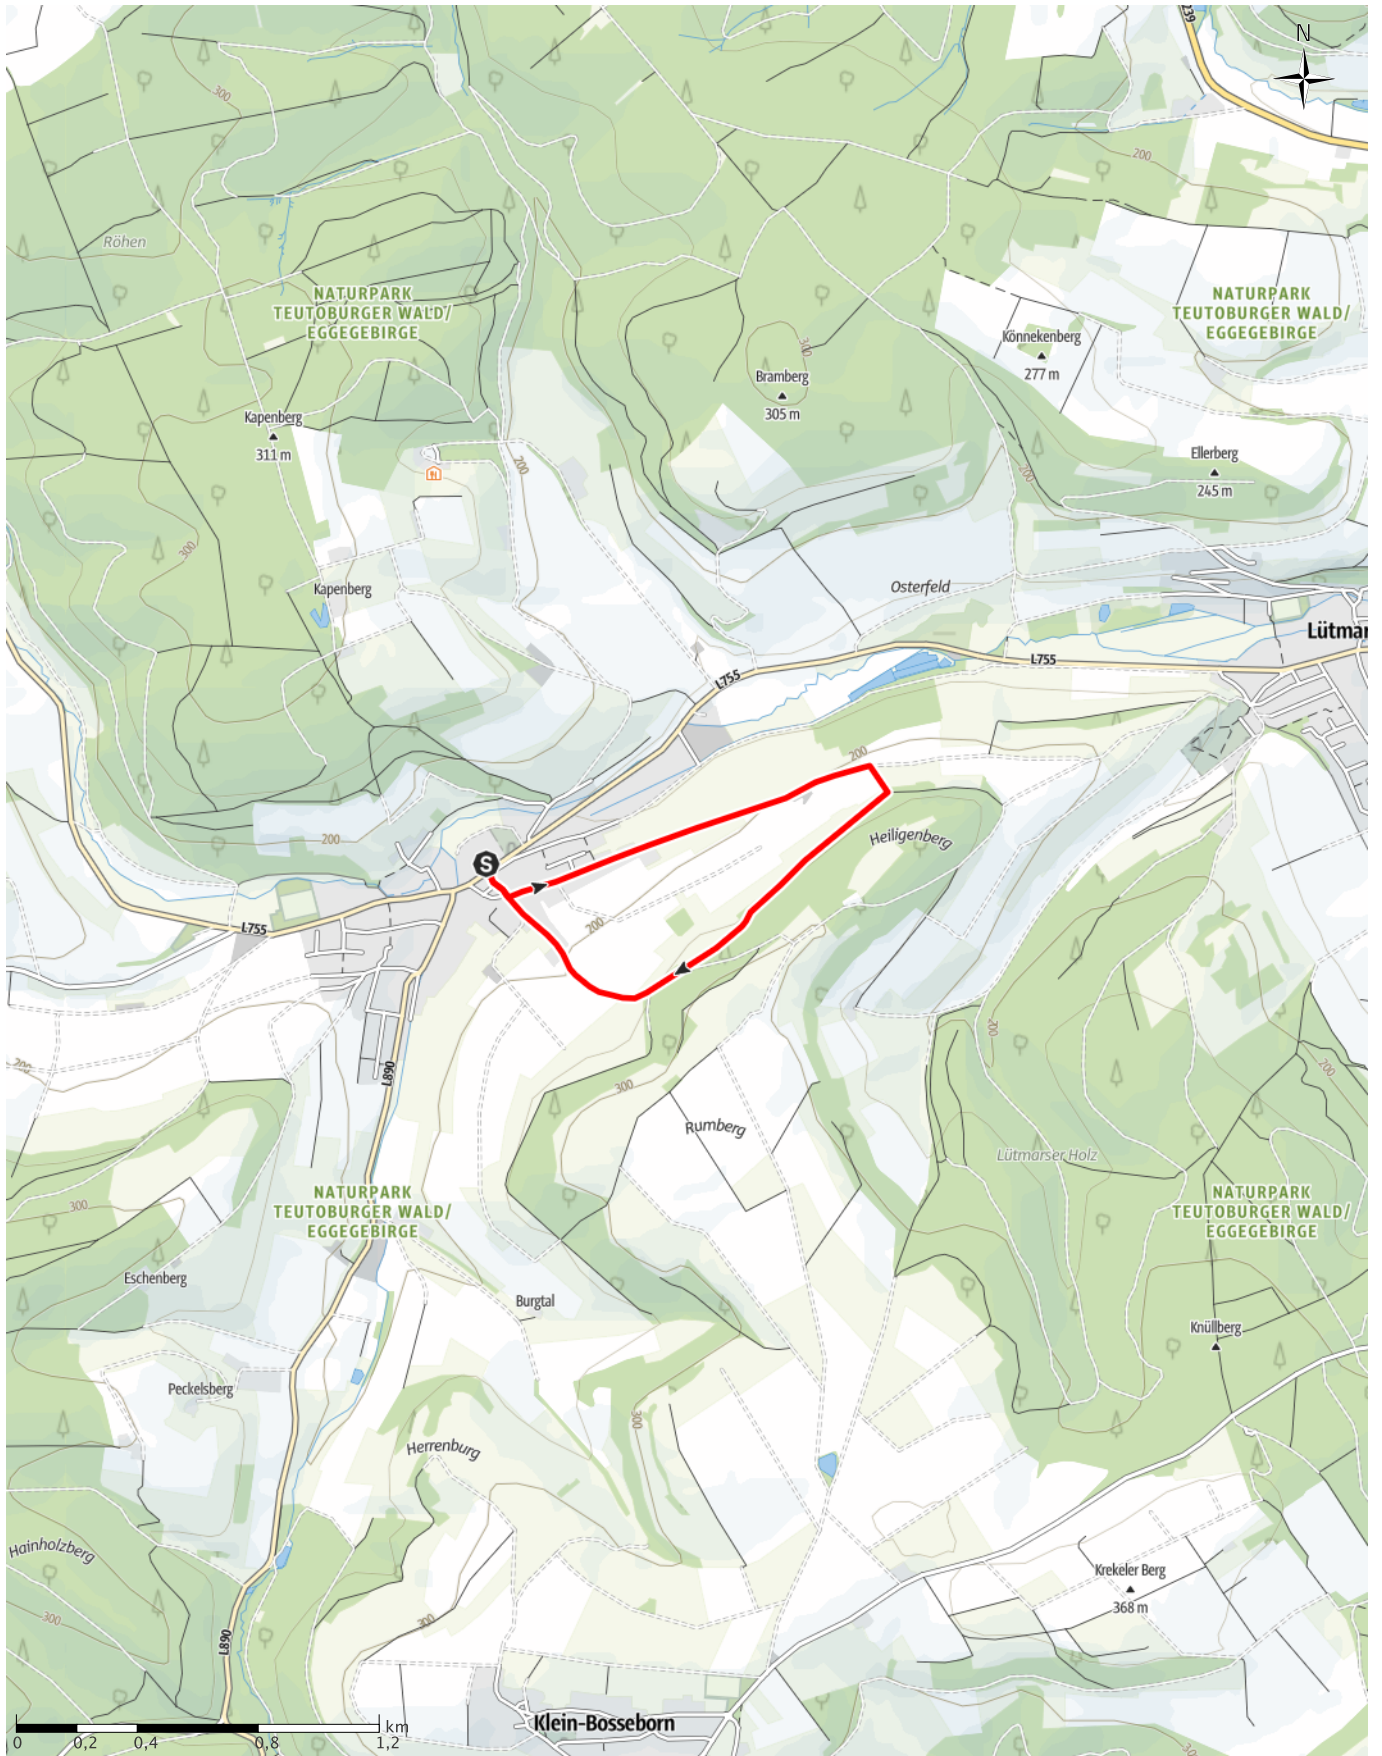 239
N
300
200
Röhen
NATURPARK
TEUTOBURGER WALD/
EGGEGEBIRGE
NATURPARK
TEUTOBURGER WALD/
EGGEGEBIRGE
Könnekenberg
277 m
300
Bramberg
305 m
Kapenberg
311 m
Ellerberg
245 m
200
200
300
Kapenberg
Osterfeld
Lütmar
L755
L755
200
200
Heiligenberg
S
200
L755
200
200
200
L890
300
Rumberg
Lütmarser Holz
NATURPARK
TEUTOBURGER WALD/
EGGEGEBIRGE
NATURPARK
TEUTOBURGER WALD/
EGGEGEBIRGE
300
Eschenberg
Burgtal
Knüllberg
Peckelsberg
300
Herrenburg
Hainholzberg
Krekeler Berg
368 m
300
300
L890
Klein-Bosseborn
km
0 0,2 0,4 0,8 1,2
30